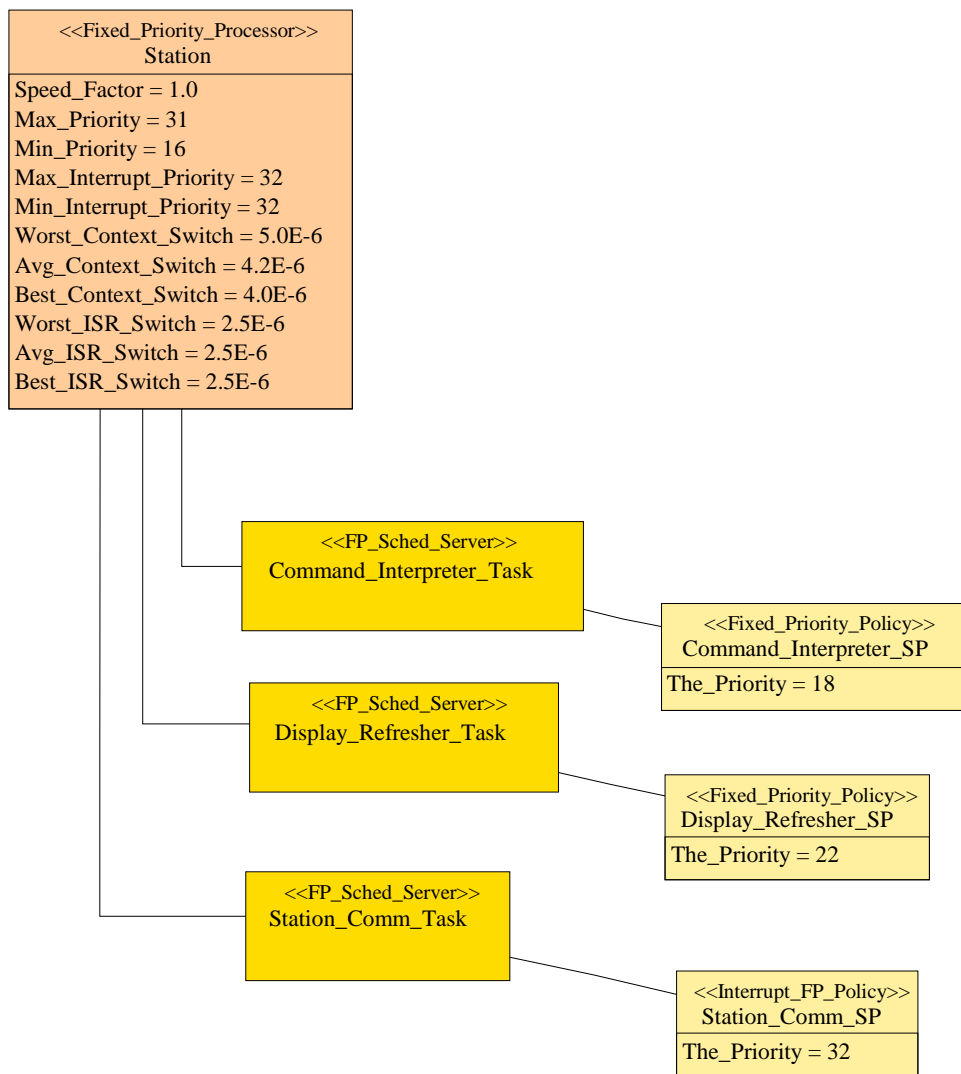 <<Fixed_Priority_Processor>>
Station
Speed_Factor = 1.0
Max_Priority = 31
Min_Priority = 16
Max_Interrupt_Priority = 32
Min_Interrupt_Priority = 32
Worst_Context_Switch = 5.0E-6
Avg_Context_Switch = 4.2E-6
Best_Context_Switch = 4.0E-6
Worst_ISR_Switch = 2.5E-6
Avg_ISR_Switch = 2.5E-6
Best_ISR_Switch = 2.5E-6
<<FP_Sched_Server>>
Command_Interpreter_Task
<<Fixed_Priority_Policy>>
Command_Interpreter_SP
The_Priority = 18
<<FP_Sched_Server>>
Display_Refresher_Task
<<Fixed_Priority_Policy>>
Display_Refresher_SP
The_Priority = 22
<<FP_Sched_Server>>
Station_Comm_Task
<<Interrupt_FP_Policy>>
Station_Comm_SP
The_Priority = 32